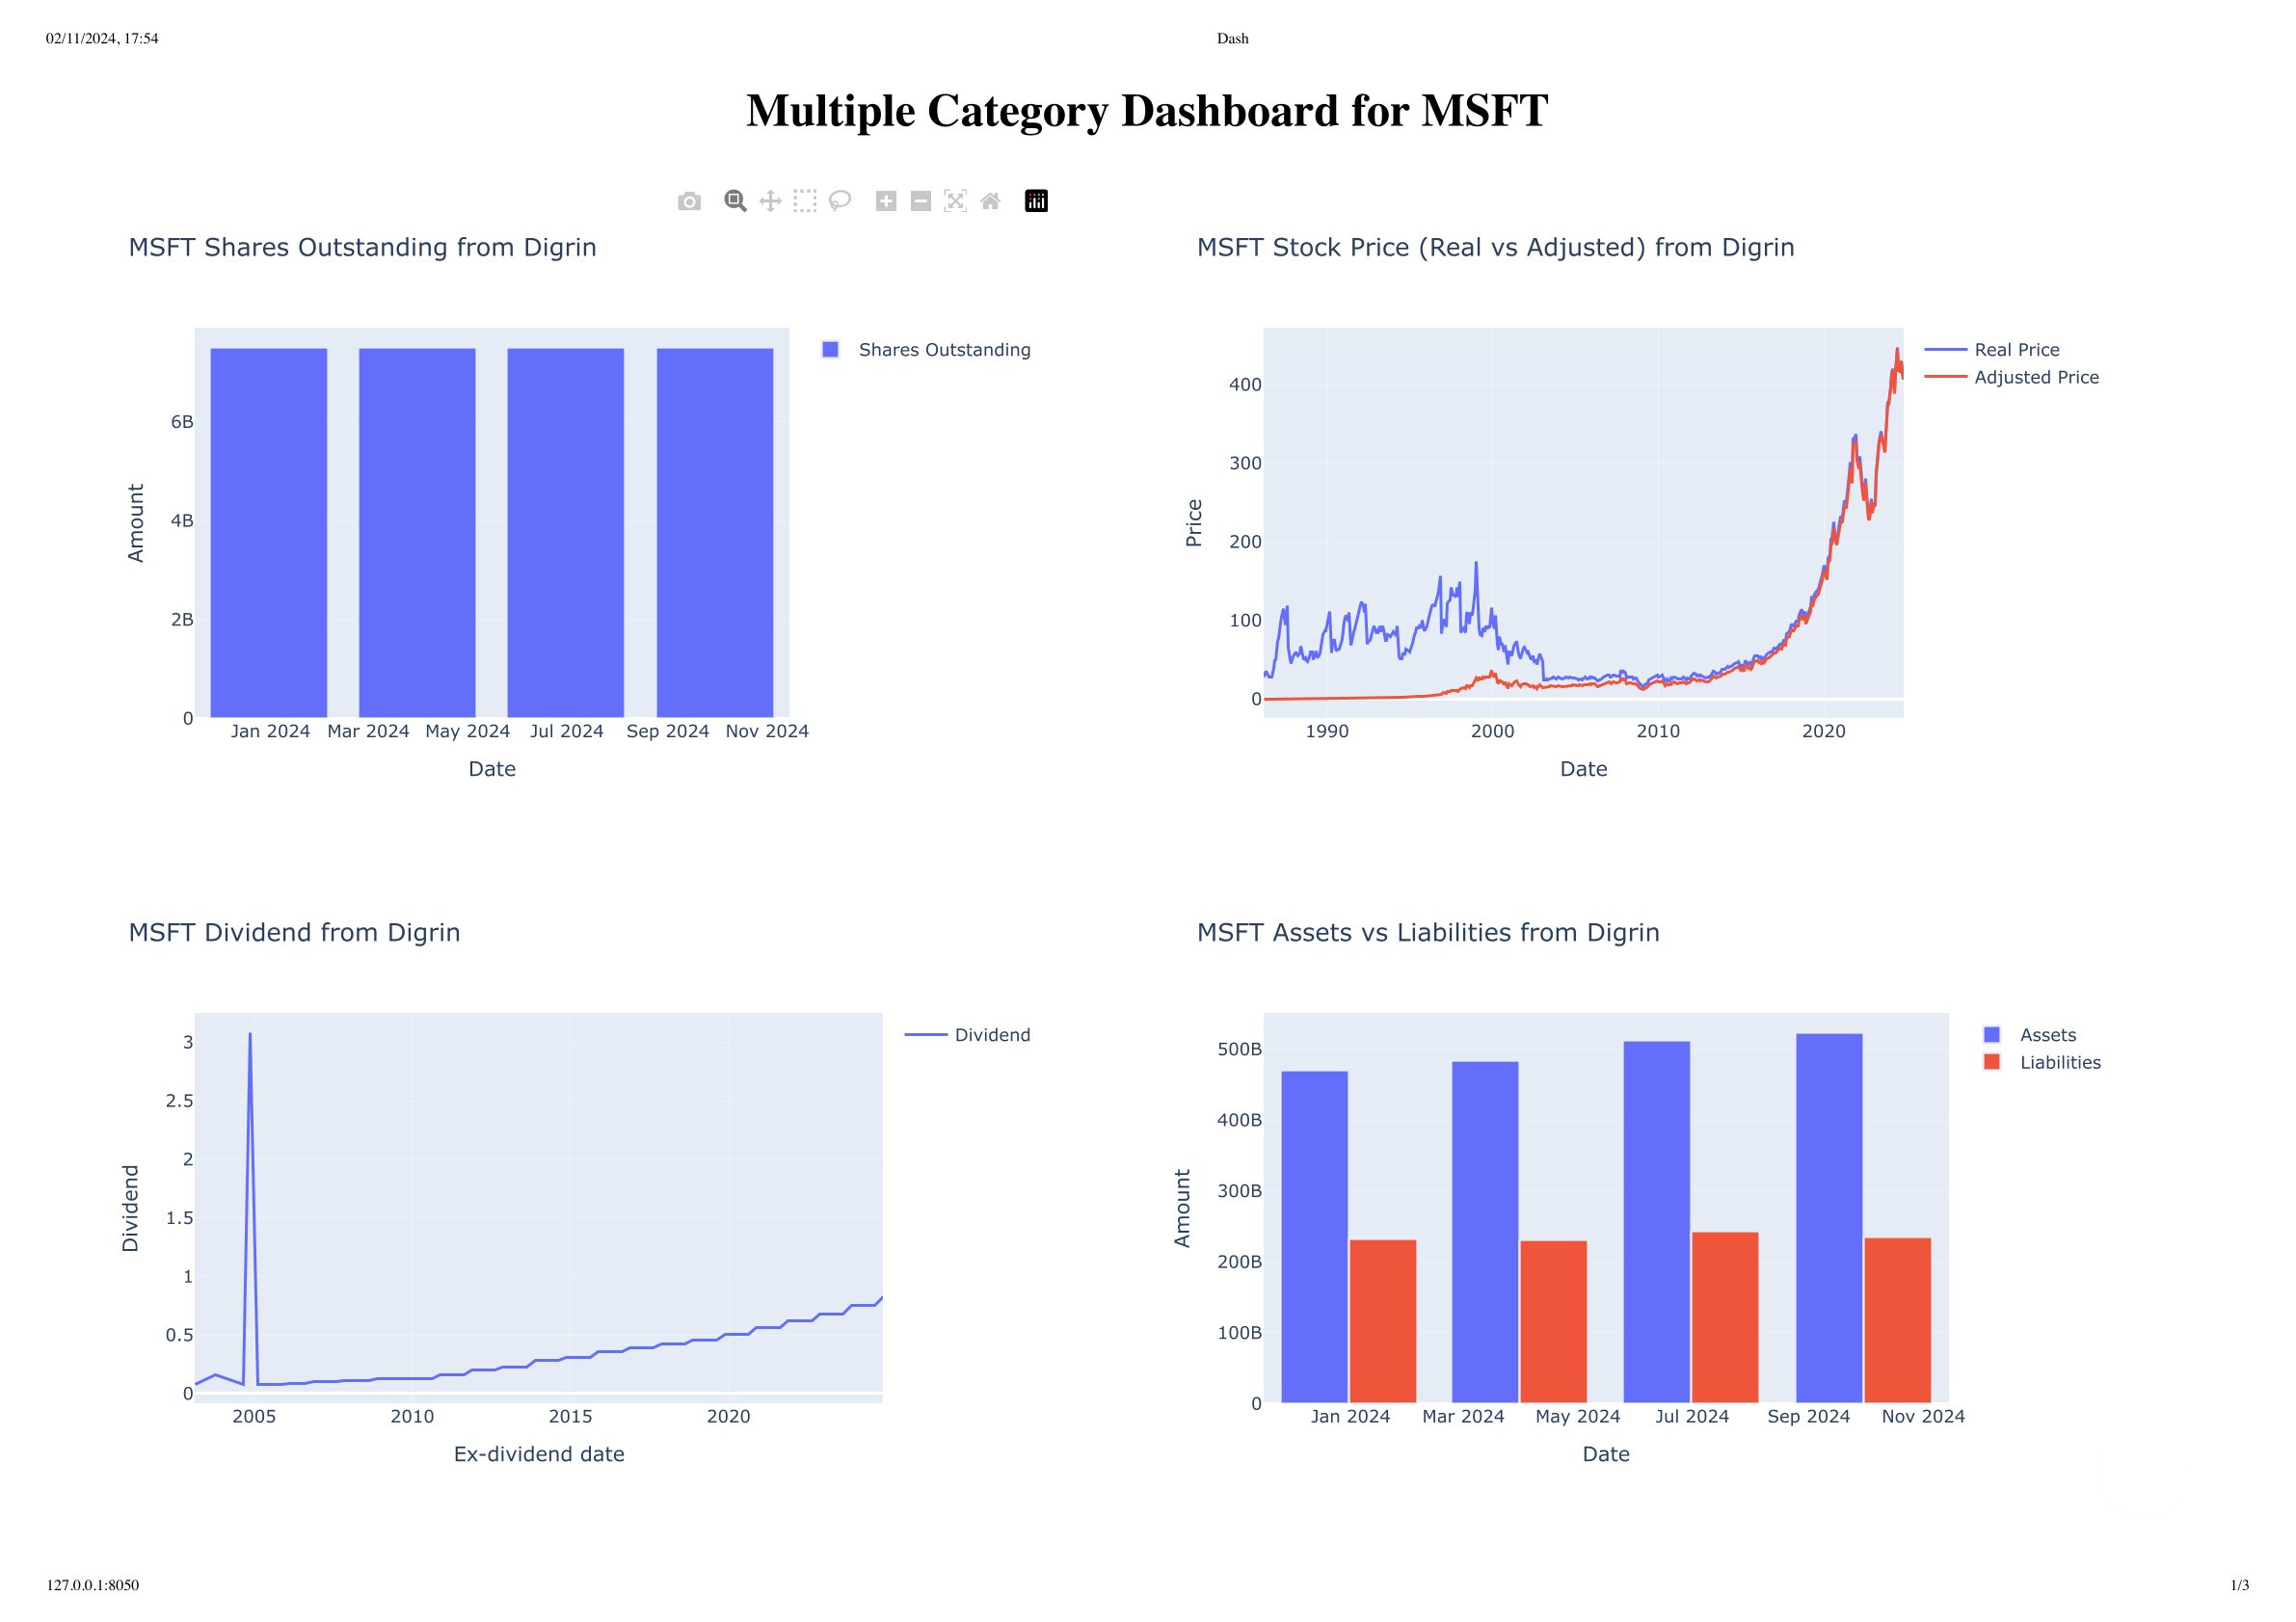 02/11/2024, 17:54
Dash
Multiple Category Dashboard for MSFT
MSFT Shares Outstanding from Digrin
Shares Outstanding
6B
4B
2B
0
Amount
Jan 2024 Mar 2024 May 2024 Jul 2024 Sep 2024 Nov 2024
Date
MSFT Stock Price (Real vs Adjusted) from Digrin
Real Price
Adjusted Price
400
300
200
100
0
Price
1990 2000 2010 2020
Date
MSFT Dividend from Digrin
Dividend
3
2.5
2
1.5
1
0.5
0
Dividend
2005 2010 2015 2020
Ex-dividend date
MSFT Assets vs Liabilities from Digrin
Assets
Liabilities
500B
400B
300B
200B
100B
0
Amount
Jan 2024 Mar 2024 May 2024 Jul 2024 Sep 2024 Nov 2024
Date
127.0.0.1:8050
1/3